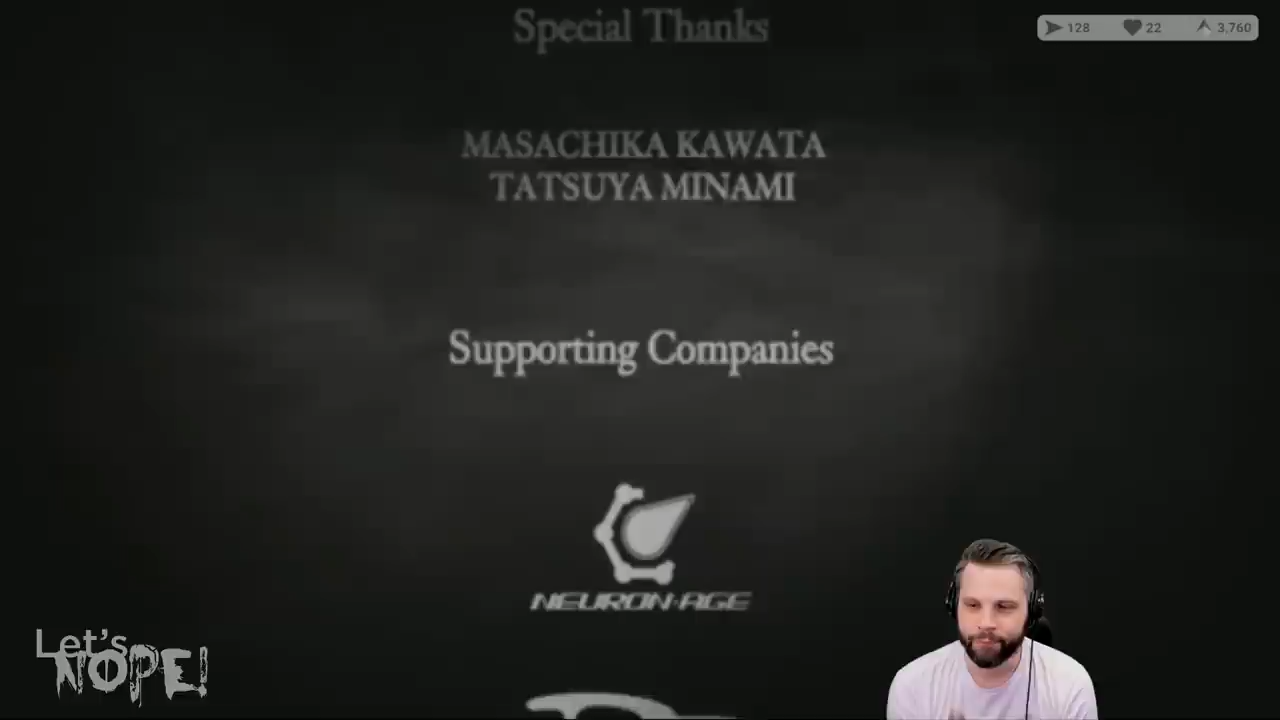 Special Thanks
128 22 3,760
MASACHIKA KAWATA
TATSUYA MINAMI
Supporting Companies
NEURON·AGE
Let's
NOPE!